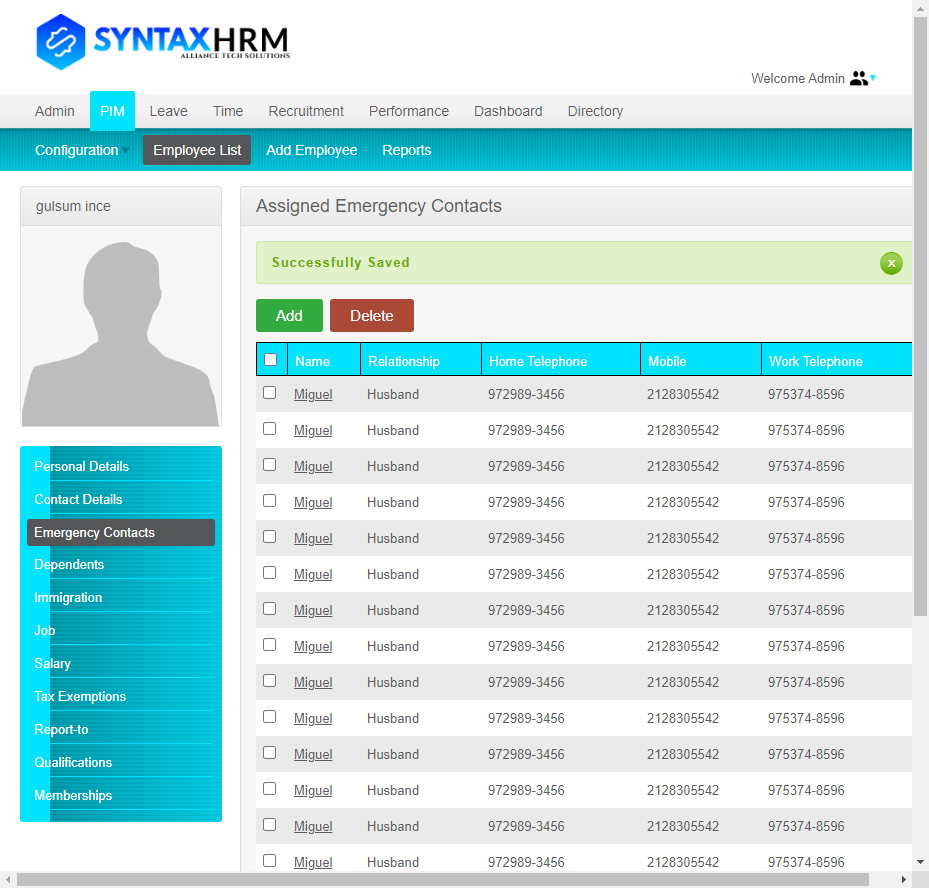 SYNTAXHRM
ALLIANCE TECH SOLUTIONS
Welcome Admin
Admin PIM Leave Time Recruitment Performance Dashboard Directory
Configuration Employee List Add Employee Reports
gulsum ince
Personal Details
Contact Details
Emergency Contacts
Dependents
Immigration
Job
Salary
Tax Exemptions
Report-to
Qualifications
Memberships
Assigned Emergency Contacts
Successfully Saved
Add Delete
Name Relationship Home Telephone Mobile Work Telephone
Miguel Husband 972989-3456 2128305542 975374-8596
Miguel Husband 972989-3456 2128305542 975374-8596
Miguel Husband 972989-3456 2128305542 975374-8596
Miguel Husband 972989-3456 2128305542 975374-8596
Miguel Husband 972989-3456 2128305542 975374-8596
Miguel Husband 972989-3456 2128305542 975374-8596
Miguel Husband 972989-3456 2128305542 975374-8596
Miguel Husband 972989-3456 2128305542 975374-8596
Miguel Husband 972989-3456 2128305542 975374-8596
Miguel Husband 972989-3456 2128305542 975374-8596
Miguel Husband 972989-3456 2128305542 975374-8596
Miguel Husband 972989-3456 2128305542 975374-8596
Miguel Husband 972989-3456 2128305542 975374-8596
Miguel Husband 972989-3456 2128305542 975374-8596